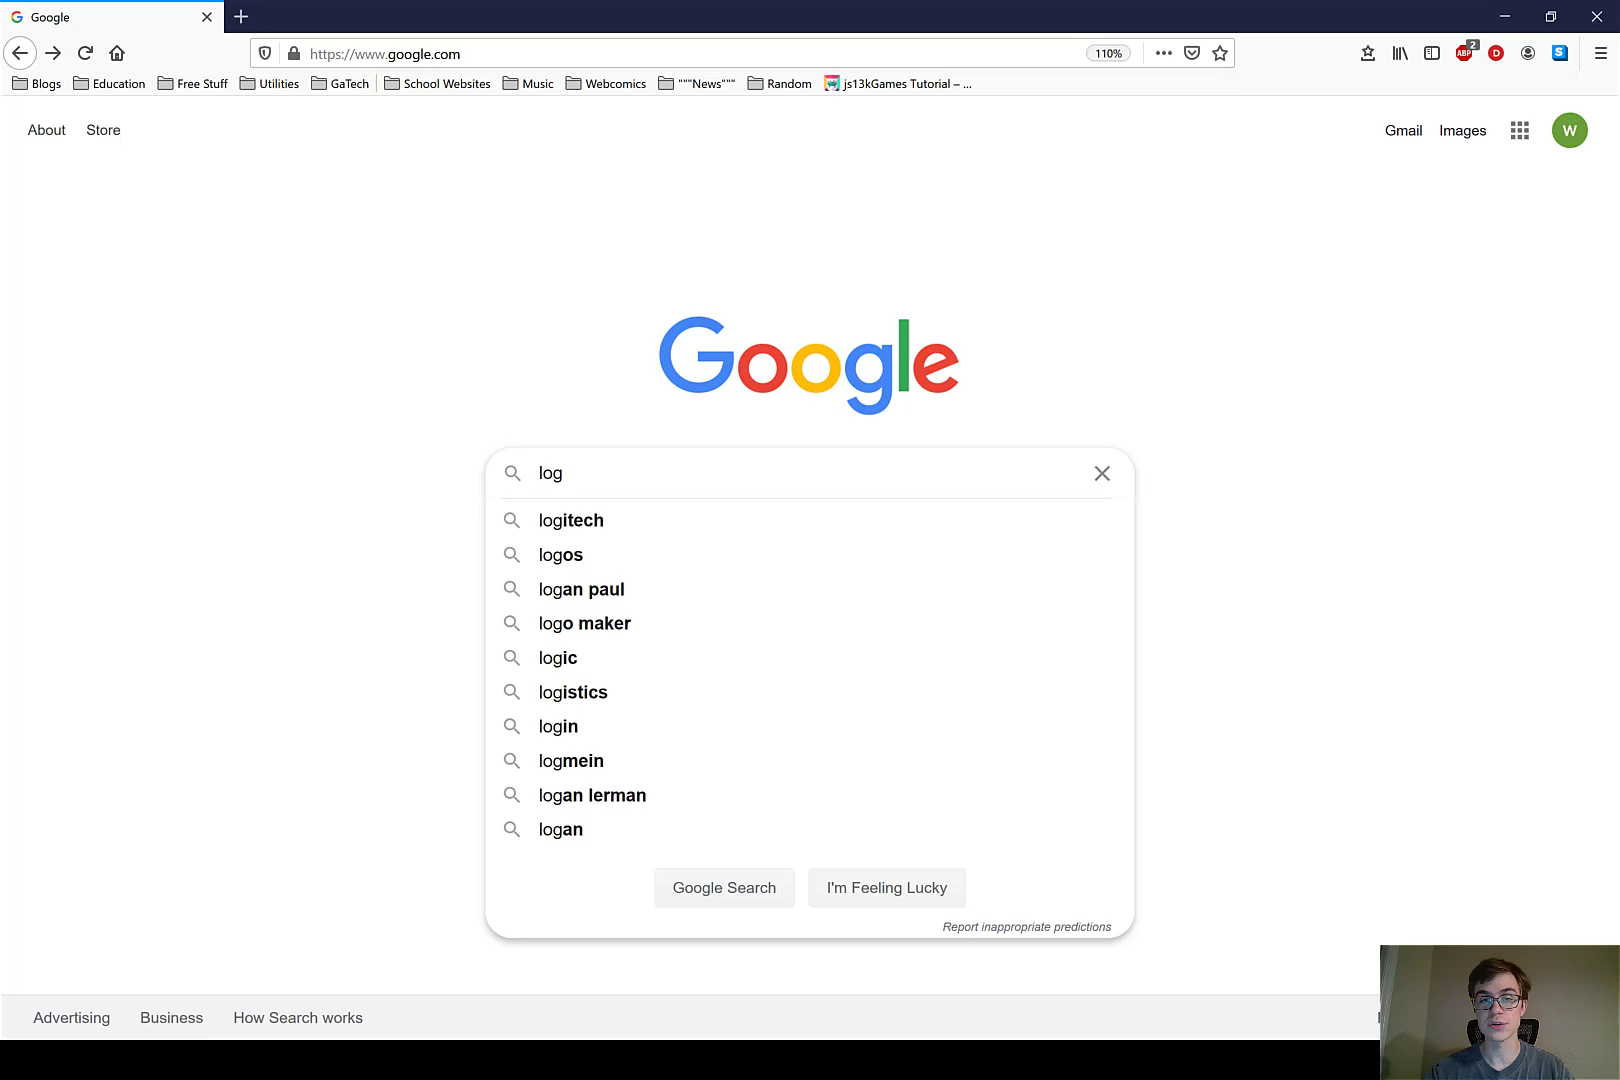 Google
https://www.google.com
110%
ABP
2
D
S
Blogs
Education
Free Stuff
Utilities
GaTech
School Websites
Music
Webcomics
"""News"""
Random
js13kGames Tutorial – ...
About
Store
Gmail
Images
W
Google
log
logitech
logos
logan paul
logo maker
logic
logistics
login
logmein
logan lerman
logan
Google Search
I'm Feeling Lucky
Report inappropriate predictions
Advertising
Business
How Search works